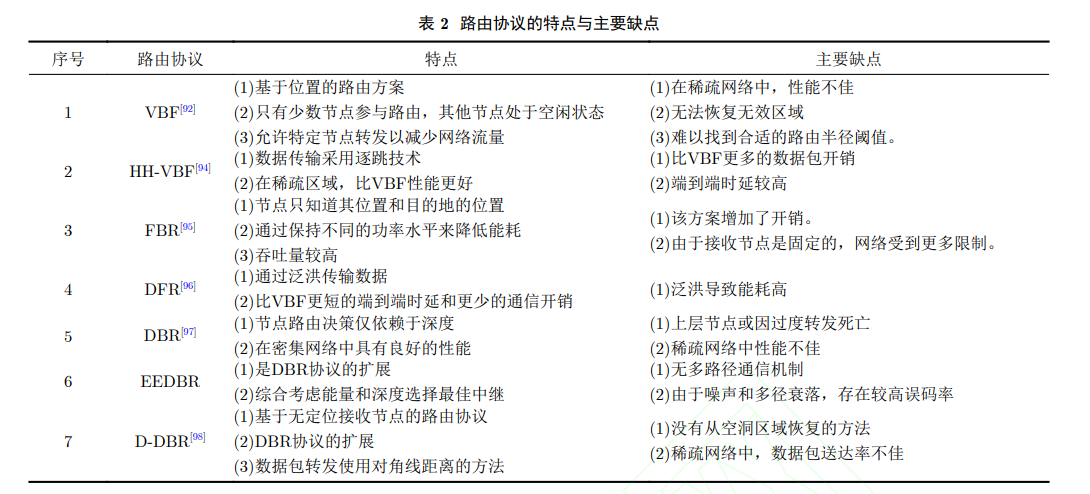 表 2 路由协议的特点与主要缺点
序号 路由协议 特点 主要缺点
1 VBF[92] (1)基于位置的路由方案 (1)在稀疏网络中，性能不佳
(2)只有少数节点参与路由，其他节点处于空闲状态 (2)无法恢复无效区域
(3)允许特定节点转发以减少网络流量 (3)难以找到合适的路由半径阈值。
2 HH-VBF[94] (1)数据传输采用逐跳技术 (1)比VBF更多的数据包开销
(2)在稀疏区域，比VBF性能更好 (2)端到端时延较高
3 FBR[95] (1)节点只知道其位置和目的地的位置 (1)该方案增加了开销。
(2)通过保持不同的功率水平来降低能耗 (2)由于接收节点是固定的，网络受到更多限制。
(3)吞吐量较高
4 DFR[96] (1)通过泛洪传输数据 (1)泛洪导致能耗高
(2)比VBF更短的端到端时延和更少的通信开销
5 DBR[97] (1)节点路由决策仅依赖于深度 (1)上层节点或因过度转发死亡
(2)在密集网络中具有良好的性能 (2)稀疏网络中性能不佳
6 EEDBR (1)是DBR协议的扩展 (1)无多路径通信机制
(2)综合考虑能量和深度选择最佳中继 (2)由于噪声和多径衰落，存在较高误码率
7 D-DBR[98] (1)基于无定位接收节点的路由协议 (1)没有从空洞区域恢复的方法
(2)DBR协议的扩展 (2)稀疏网络中，数据包送达率不佳
(3)数据包转发使用对角线距离的方法